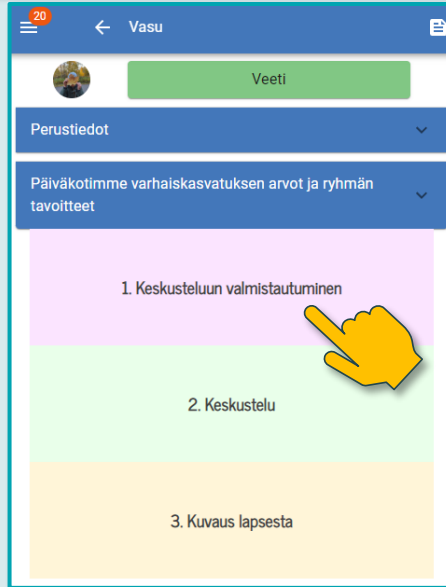 20
Vasu
Veeti
Perustiedot
Päiväkotimme varhaiskasvatuksen arvot ja ryhmän
tavoitteet
1. Keskusteluun valmistautuminen
2. Keskustelu
3. Kuvaus lapsesta